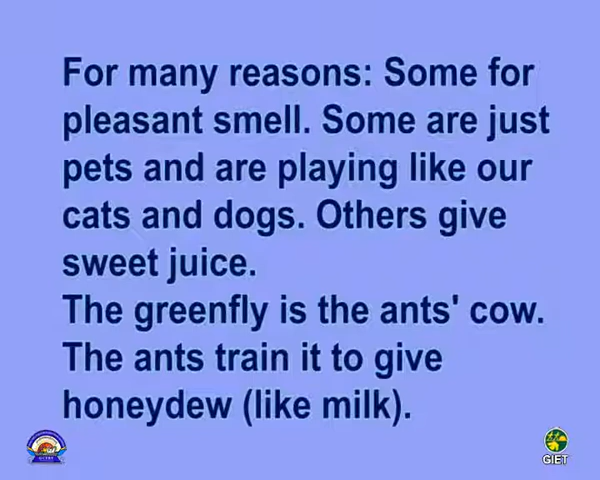 For many reasons: Some for
pleasant smell. Some are just
pets and are playing like our
cats and dogs. Others give
sweet juice.
The greenfly is the ants' cow.
The ants train it to give
honeydew (like milk).
GIET